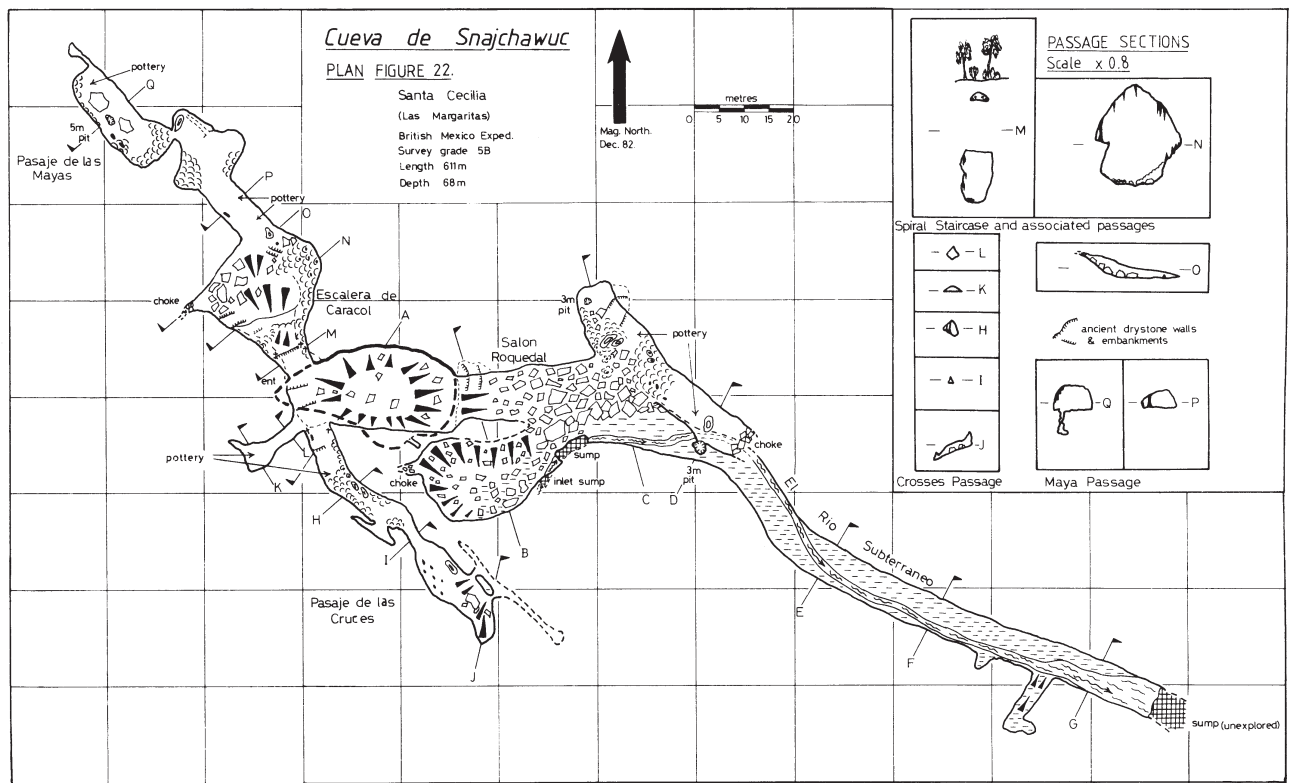 Cueva de Snajchawuc
PLAN FIGURE 22.
Santa Cecilia
(Las Margaritas)
British Mexico Exped.
Survey grade 5B
Length 611m
Depth 68m
Mag. North.
Dec. 82.
metres
0 5 10 15 20
pottery
Q
5m
pit
Pasaje de las
Mayas
P
pottery
O
N
choke
Escalera de
Caracol
M
A
ent
Salon
Roquedal
3m
pit
pottery
choke
pottery
K
H
choke
sump
inlet sump
3m
pit
C
D
B
I
Pasaje de las
Cruces
J
El
Rio
Subterraneo
E
F
G
sump (unexplored)
PASSAGE SECTIONS
Scale x 0.8
M
N
Spiral Staircase and associated passages
L
K
H
I
J
Crosses Passage
O
ancient drystone walls
& embankments
Q
P
Maya Passage